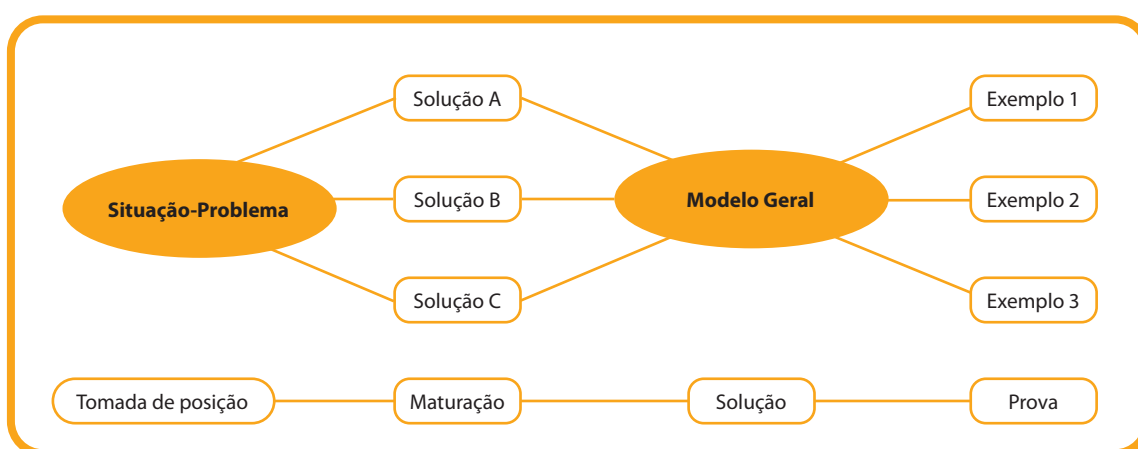 Solução A
Exemplo 1
Situação-Problema
Solução B
Modelo Geral
Exemplo 2
Solução C
Exemplo 3
Tomada de posição
Maturação
Solução
Prova